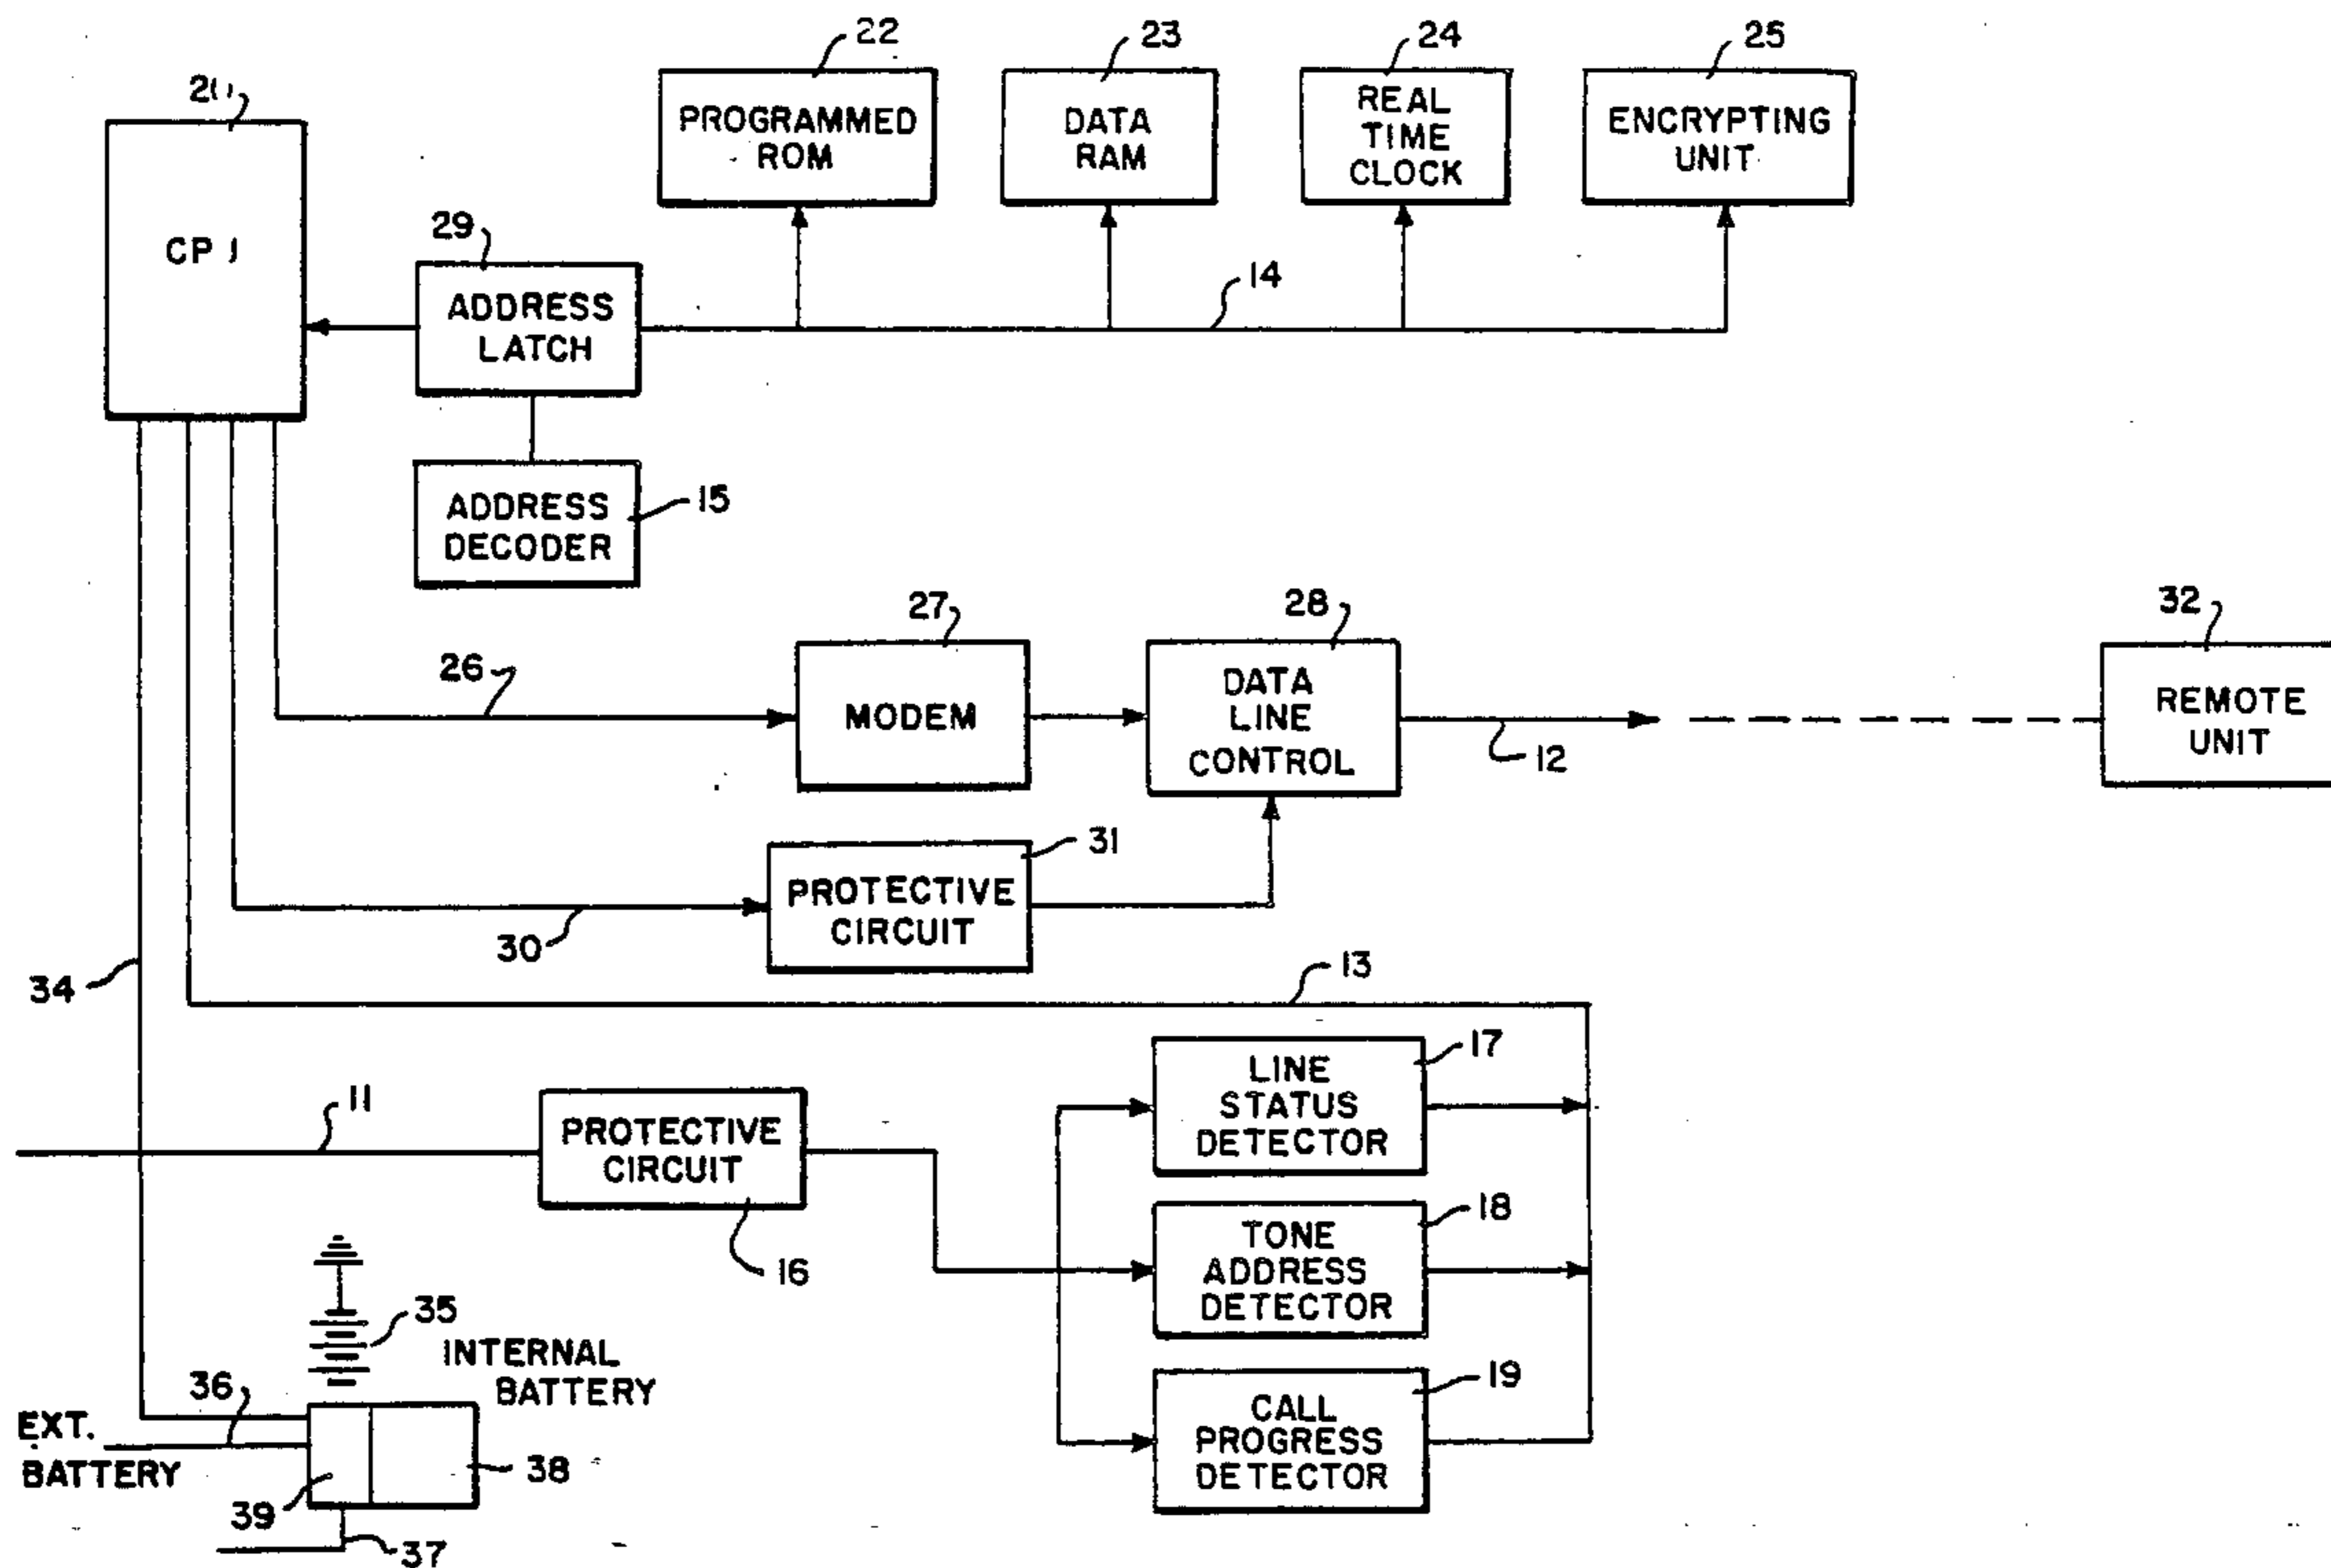 22
23
24
25
PROGRAMMED
ROM
DATA
RAM
REAL
TIME
CLOCK
ENCRYPTING
UNIT
29
ADDRESS
LATCH
14
ADDRESS
DECODER
15
26
27
MODEM
28
DATA
LINE
CONTROL
12
32
REMOTE
UNIT
30
31
PROTECTIVE
CIRCUIT
34
13
11
PROTECTIVE
CIRCUIT
16
17
LINE
STATUS
DETECTOR
18
TONE
ADDRESS
DETECTOR
19
CALL
PROGRESS
DETECTOR
35
INTERNAL
BATTERY
36
EXT.
BATTERY
39
38
37